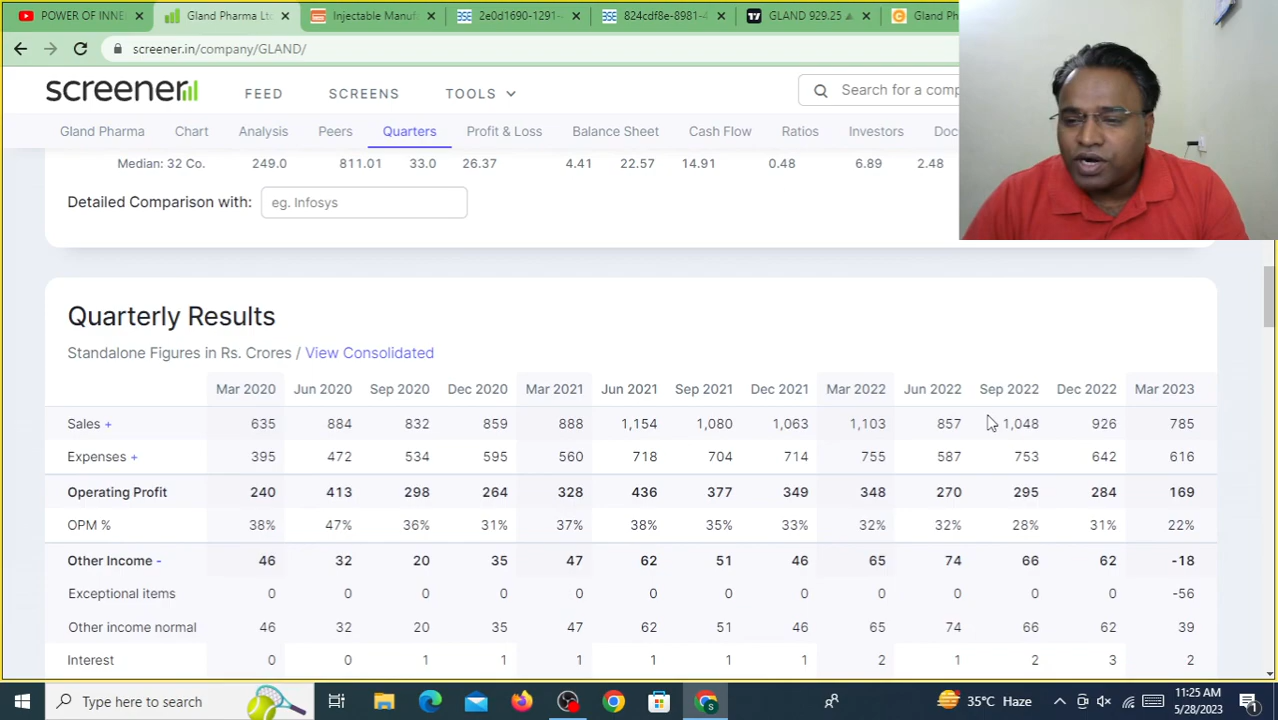 POWER OF INNE
Gland Pharma Ltd
Injectable Manuf
2e0d1690-1291-
824cdf8e-8981-4
GLAND 929.25
Gland Ph
screener.in/company/GLAND/
screener
FEED
SCREENS
TOOLS
Search for a comp
Gland Pharma
Chart
Analysis
Peers
Quarters
Profit & Loss
Balance Sheet
Cash Flow
Ratios
Investors
Doc
Median: 32 Co. 249.0 811.01 33.0 26.37 4.41 22.57 14.91 0.48 6.89 2.48
Detailed Comparison with: eg. Infosys
Quarterly Results
Standalone Figures in Rs. Crores / View Consolidated
Mar 2020 Jun 2020 Sep 2020 Dec 2020 Mar 2021 Jun 2021 Sep 2021 Dec 2021 Mar 2022 Jun 2022 Sep 2022 Dec 2022 Mar 2023
Sales + 635 884 832 859 888 1,154 1,080 1,063 1,103 857 1,048 926 785
Expenses + 395 472 534 595 560 718 704 714 755 587 753 642 616
Operating Profit 240 413 298 264 328 436 377 349 348 270 295 284 169
OPM % 38% 47% 36% 31% 37% 38% 35% 33% 32% 32% 28% 31% 22%
Other Income - 46 32 20 35 47 62 51 46 65 74 66 62 -18
Exceptional items 0 0 0 0 0 0 0 0 0 0 0 0 -56
Other income normal 46 32 20 35 47 62 51 46 65 74 66 62 39
Interest 0 0 1 1 1 1 1 1 2 1 2 3 2
Type here to search
35°C Haze
11:25 AM
5/28/2023
1